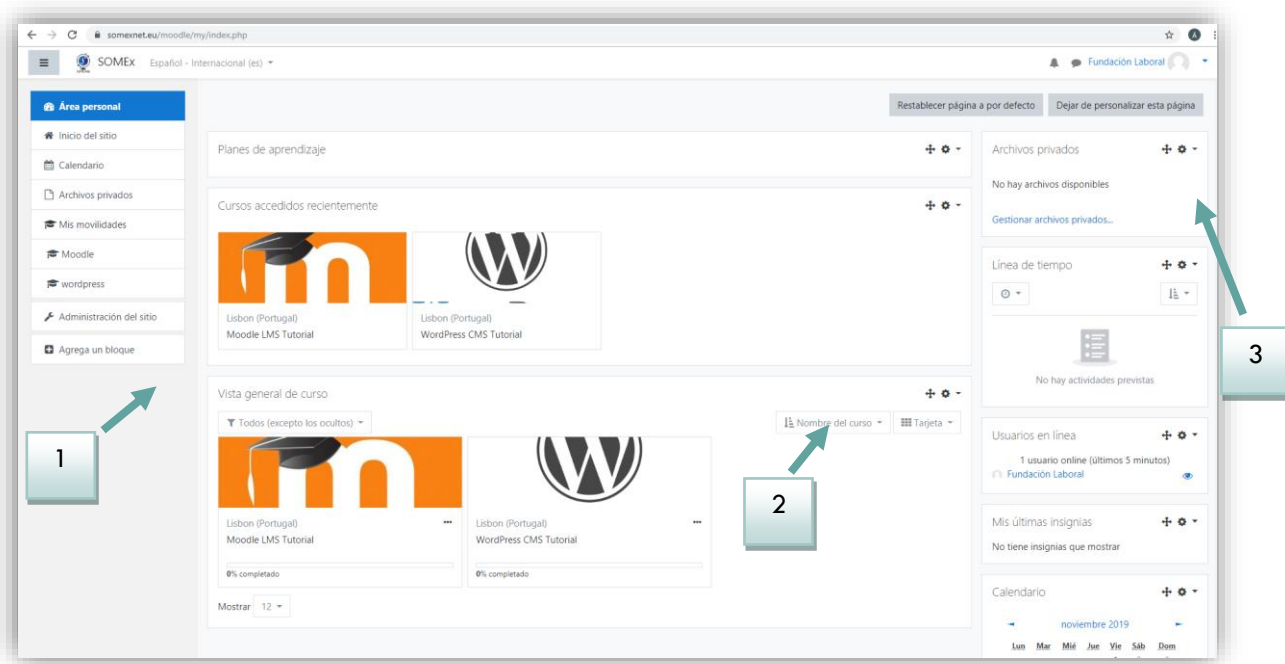 somexnet.eu/moodle/my/index.php
A
SOMEx
Español - Internacional (es)
Fundación Laboral
Área personal
Inicio del sitio
Calendario
Archivos privados
Mis movilidades
Moodle
wordpress
Administración del sitio
Agrega un bloque
1
Restablecer página a por defecto
Dejar de personalizar esta página
Planes de aprendizaje
Cursos accedidos recientemente
Lisbon (Portugal)
Moodle LMS Tutorial
Lisbon (Portugal)
WordPress CMS Tutorial
Vista general de curso
Todos (excepto los ocultos)
Nombre del curso
Tarjeta
2
Lisbon (Portugal)
Moodle LMS Tutorial
0% completado
Lisbon (Portugal)
WordPress CMS Tutorial
0% completado
Mostrar 12
Archivos privados
No hay archivos disponibles
Gestionar archivos privados...
Línea de tiempo
No hay actividades previstas
3
Usuarios en línea
1 usuario online (últimos 5 minutos)
Fundación Laboral
Mis últimas insignias
No tiene insignias que mostrar
Calendario
noviembre 2019
Lun Mar Mié Jue Vie Sáb Dom